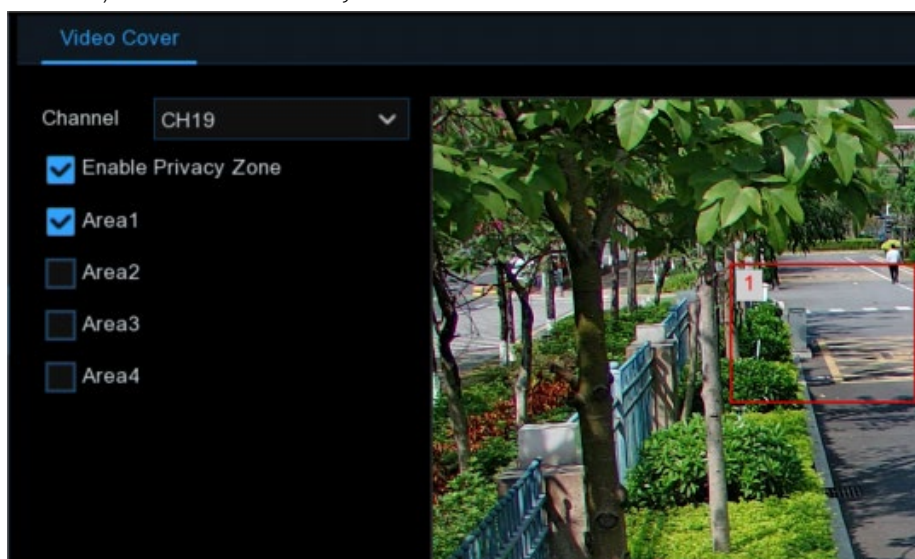 Video Cover
Channel CH19
Enable Privacy Zone
Area1
1
Area2
Area3
Area4